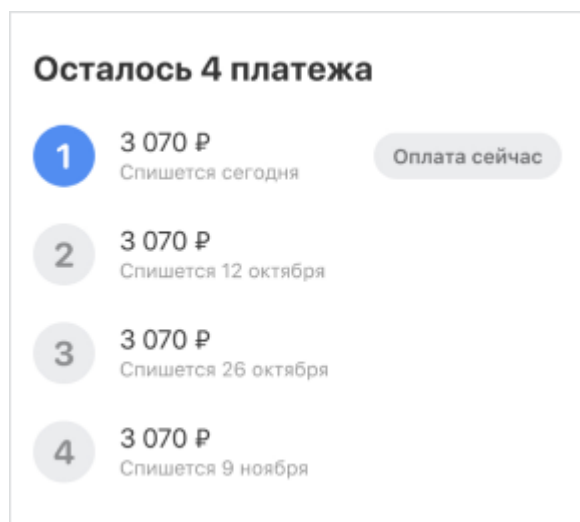 Осталось 4 платежа
1
3 070 ₽
Оплата сейчас
Спишется сегодня
2
3 070 ₽
Спишется 12 октября
3
3 070 ₽
Спишется 26 октября
4
3 070 ₽
Спишется 9 ноября